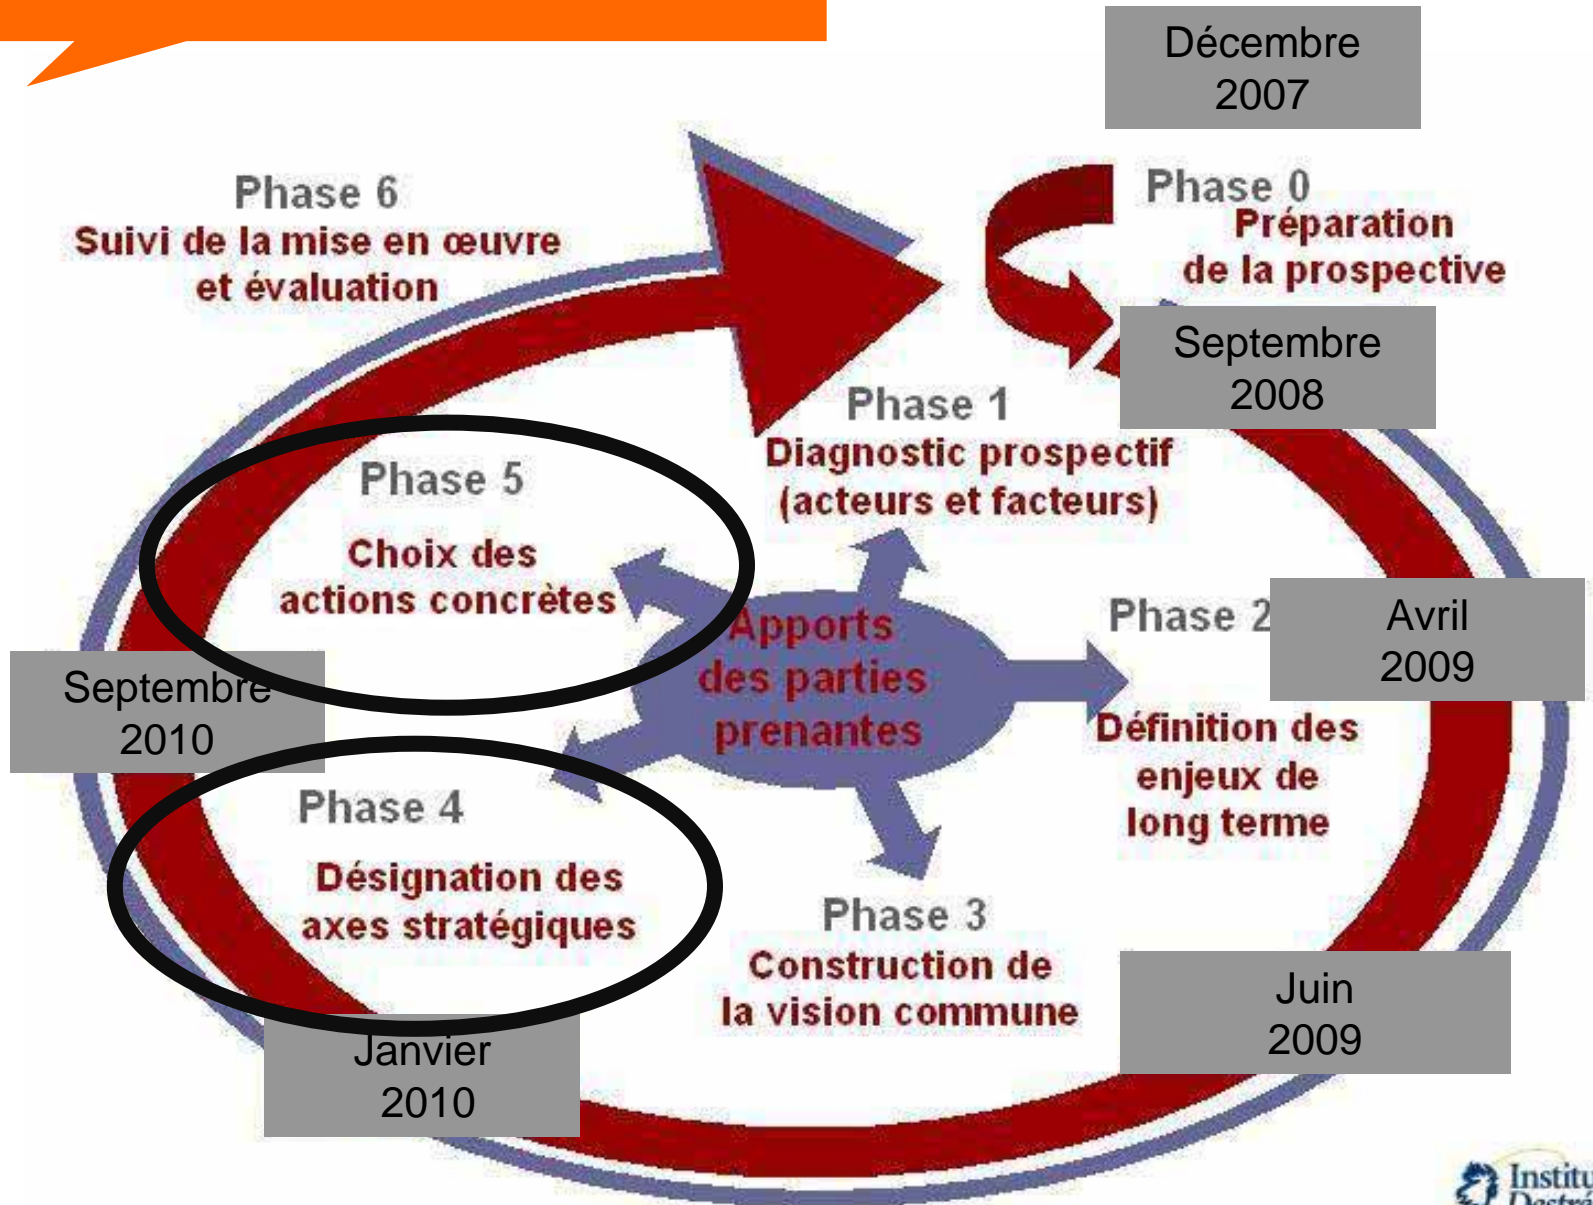 Décembre
2007
Phase 0
Préparation
de la prospective
Septembre
2008
Phase 1
Diagnostic prospectif
(acteurs et facteurs)
Phase 2
Avril
2009
Définition des
enjeux de
long terme
Juin
2009
Phase 3
Construction de
la vision commune
Janvier
2010
Phase 4
Désignation des
axes stratégiques
Septembre
2010
Phase 5
Choix des
actions concrètes
Phase 6
Suivi de la mise en œuvre
et évaluation
Apports
des parties
prenantes